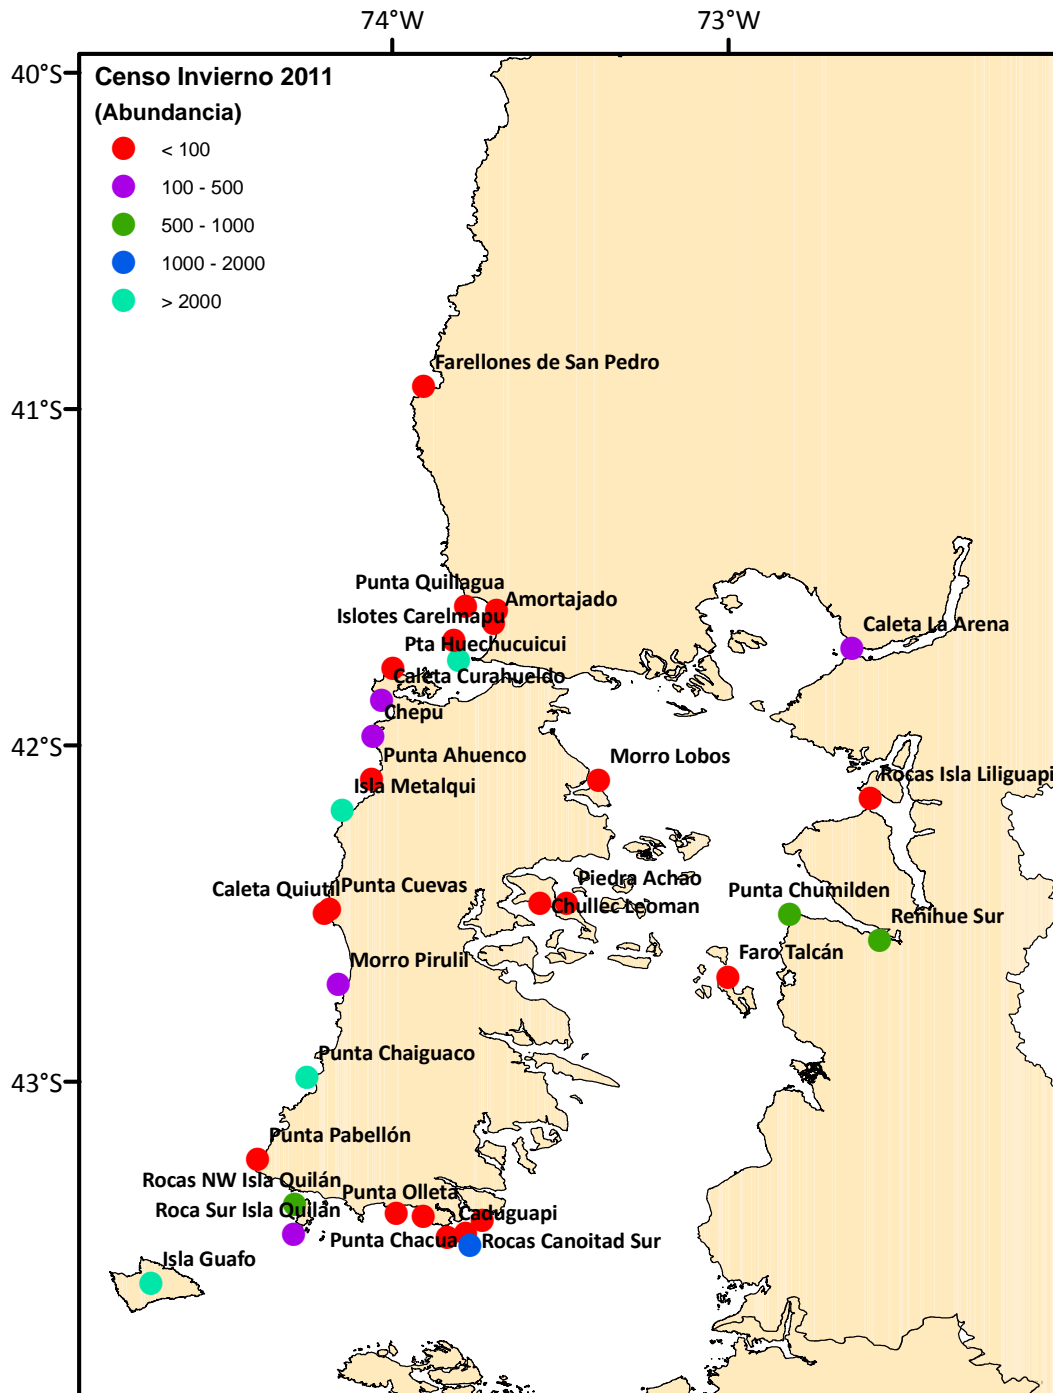 74°W
73°W
40°S
Censo Invierno 2011
(Abundancia)
< 100
100 - 500
500 - 1000
1000 - 2000
> 2000
Farellones de San Pedro
41°S
Punta Quillagua
Amortajado
Islotes Carelmapu
Caleta La Arena
Pta Huechucuicui
Caleta Curahueldo
Chepu
42°S
Punta Ahuenco
Morro Lobos
Rocas Isla Liliguapi
Isla Metalqui
Piedra Achao
Caleta Quiutil
Punta Cuevas
Punta Chumilden
Chullec Leoman
Reñihue Sur
Faro Talcán
Morro Pirulil
Punta Chaiguaco
43°S
Punta Pabellón
Rocas NW Isla Quilán
Punta Olleta
Roca Sur Isla Quilán
Caduguapi
Punta Chacua
Rocas Canoitad Sur
Isla Guafo